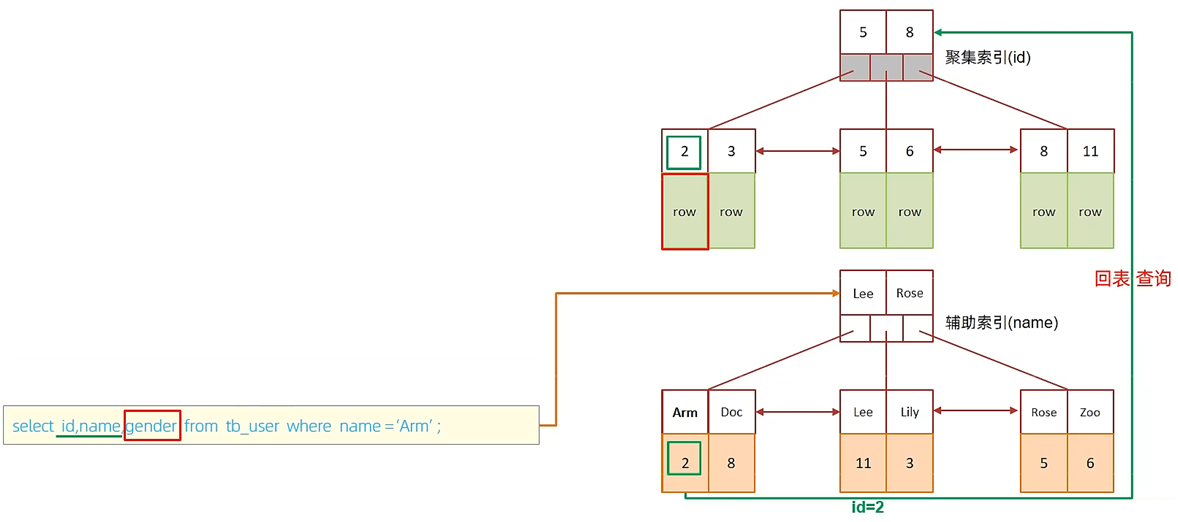 5 8
聚集索引(id)
2 3 5 6 8 11
row row row row row row
回表 查询
Lee Rose
辅助索引(name)
Arm Doc Lee Lily Rose Zoo
select id,name,gender from tb_user where name = 'Arm' ;
2 8 11 3 5 6
id=2